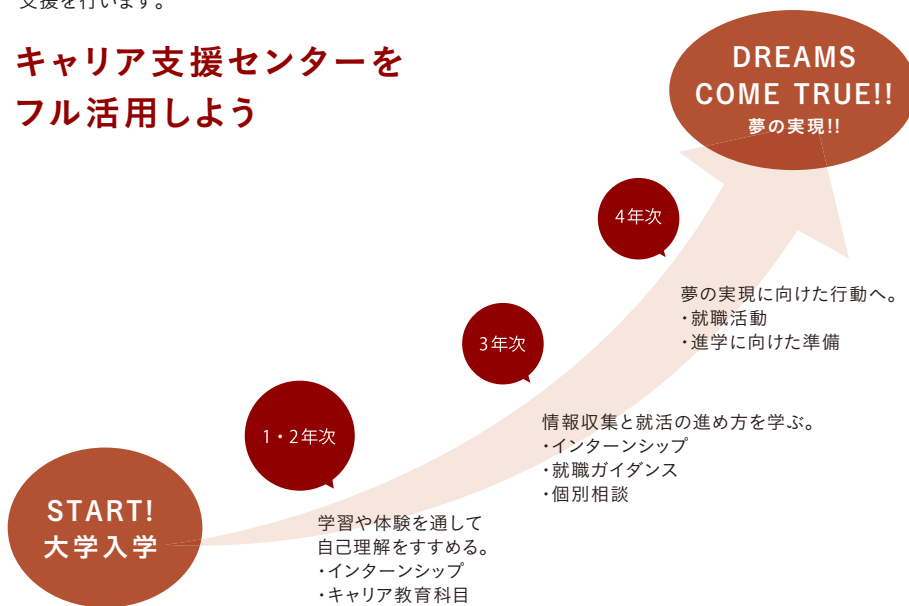 支援を行います。
キャリア支援センターを
フル活用しよう
DREAMS
COME TRUE!!
夢の実現!!
4年次
夢の実現に向けた行動へ。
・就職活動
・進学に向けた準備
3年次
情報収集と就活の進め方を学ぶ。
・インターンシップ
・就職ガイダンス
・個別相談
1・2年次
学習や体験を通して
自己理解をすすめる。
・インターンシップ
・キャリア教育科目
START!
大学入学